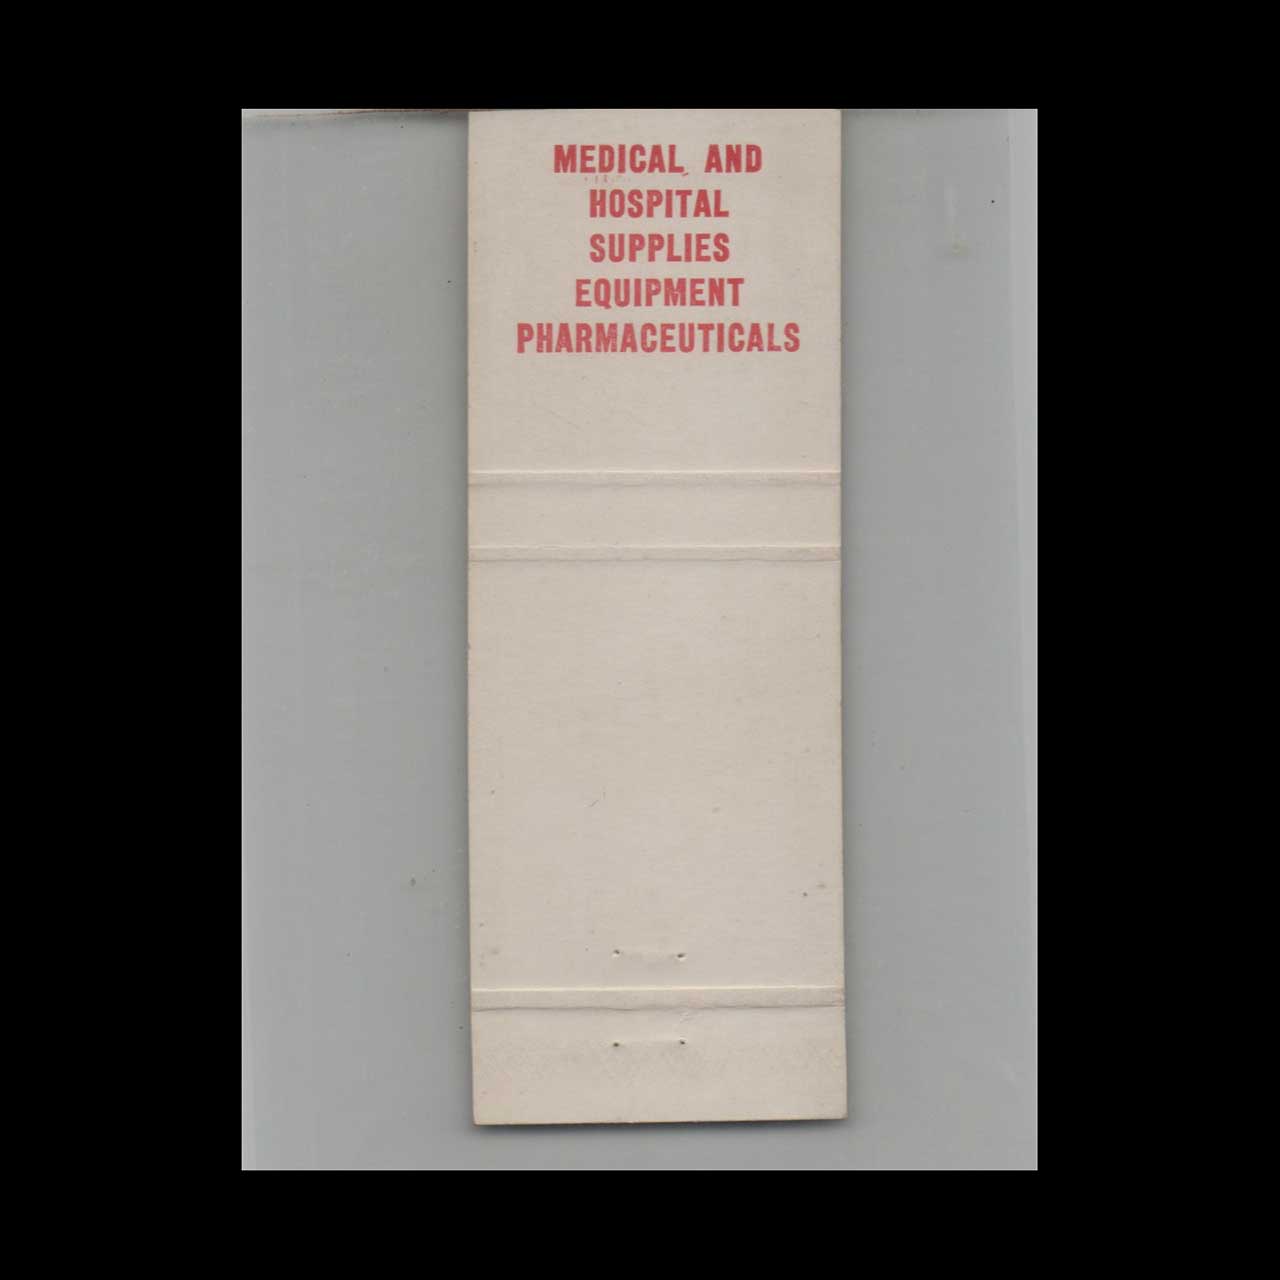 MEDICAL AND
HOSPITAL
SUPPLIES
EQUIPMENT
PHARMACEUTICALS